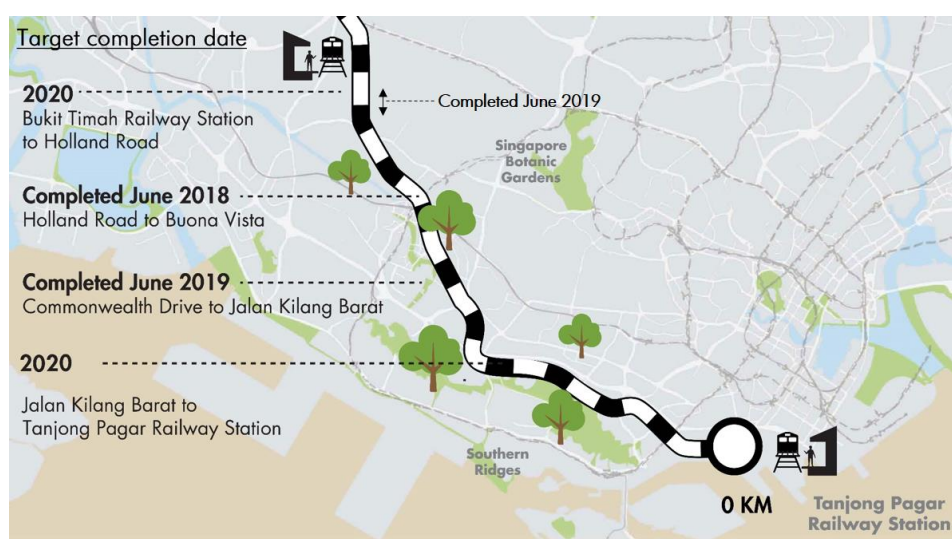 Target completion date
2020
Bukit Timah Railway Station
to Holland Road
Completed June 2019
Singapore
Botanic
Gardens
Completed June 2018
Holland Road to Buona Vista
Completed June 2019
Commonwealth Drive to Jalan Kilang Barat
2020
Jalan Kilang Barat to
Tanjong Pagar Railway Station
Southern
Ridges
0 KM
Tanjong Pagar
Railway Station